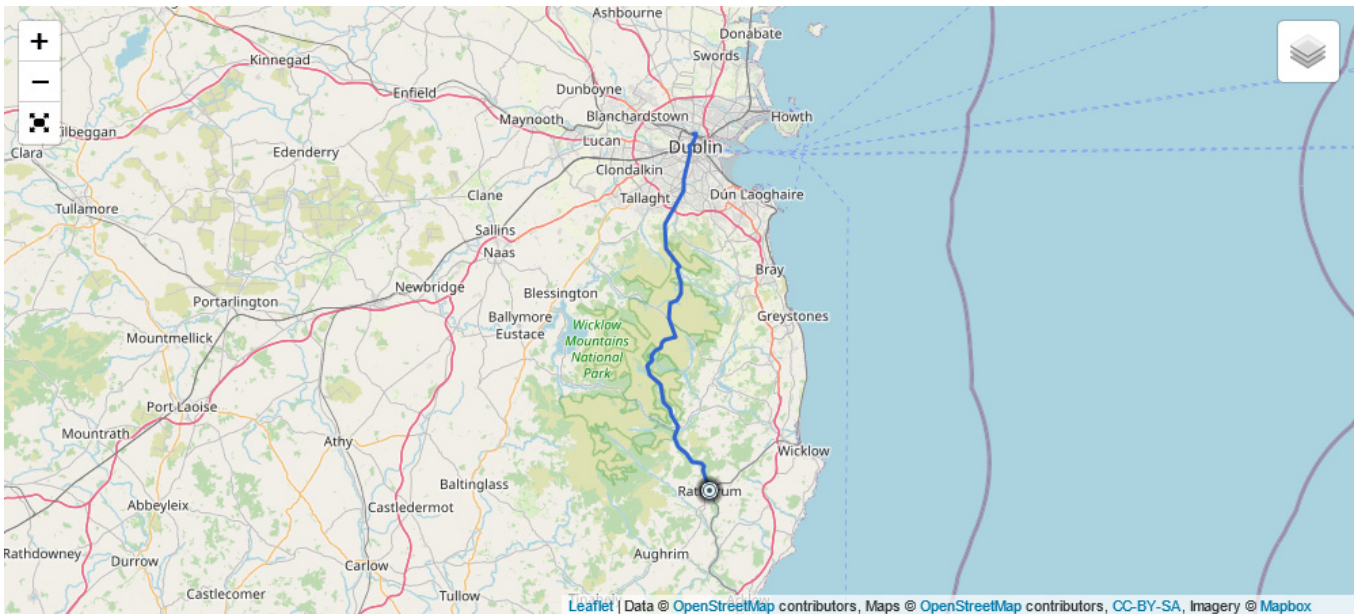 +
−
Ashbourne
Donabate
Swords
Kinnegad
Enfield
Dunboyne
Maynooth
Blanchardstown
Howth
Kilbeggan
Lucan
Clara
Edenderry
Dublin
Clondalkin
Clane
Tallaght
Dún Laoghaire
Tullamore
Sallins
Naas
Bray
Newbridge
Blessington
Portarlington
Ballymore
Eustace
Greystones
Wicklow
Mountains
National
Park
Mountmellick
Port Laoise
Mountrath
Athy
Wicklow
Baltinglass
Abbeyleix
Castledermot
Rathdowney
Durrow
Aughrim
Carlow
Castlecomer
Tullow
Leaflet | Data © OpenStreetMap contributors, Maps © OpenStreetMap contributors, CC-BY-SA, Imagery © Mapbox